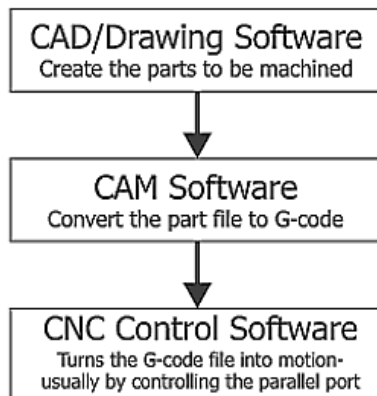 CAD/Drawing Software
Create the parts to be machined
CAM Software
Convert the part file to G-code
CNC Control Software
Turns the G-code file into motion-
usually by controlling the parallel port